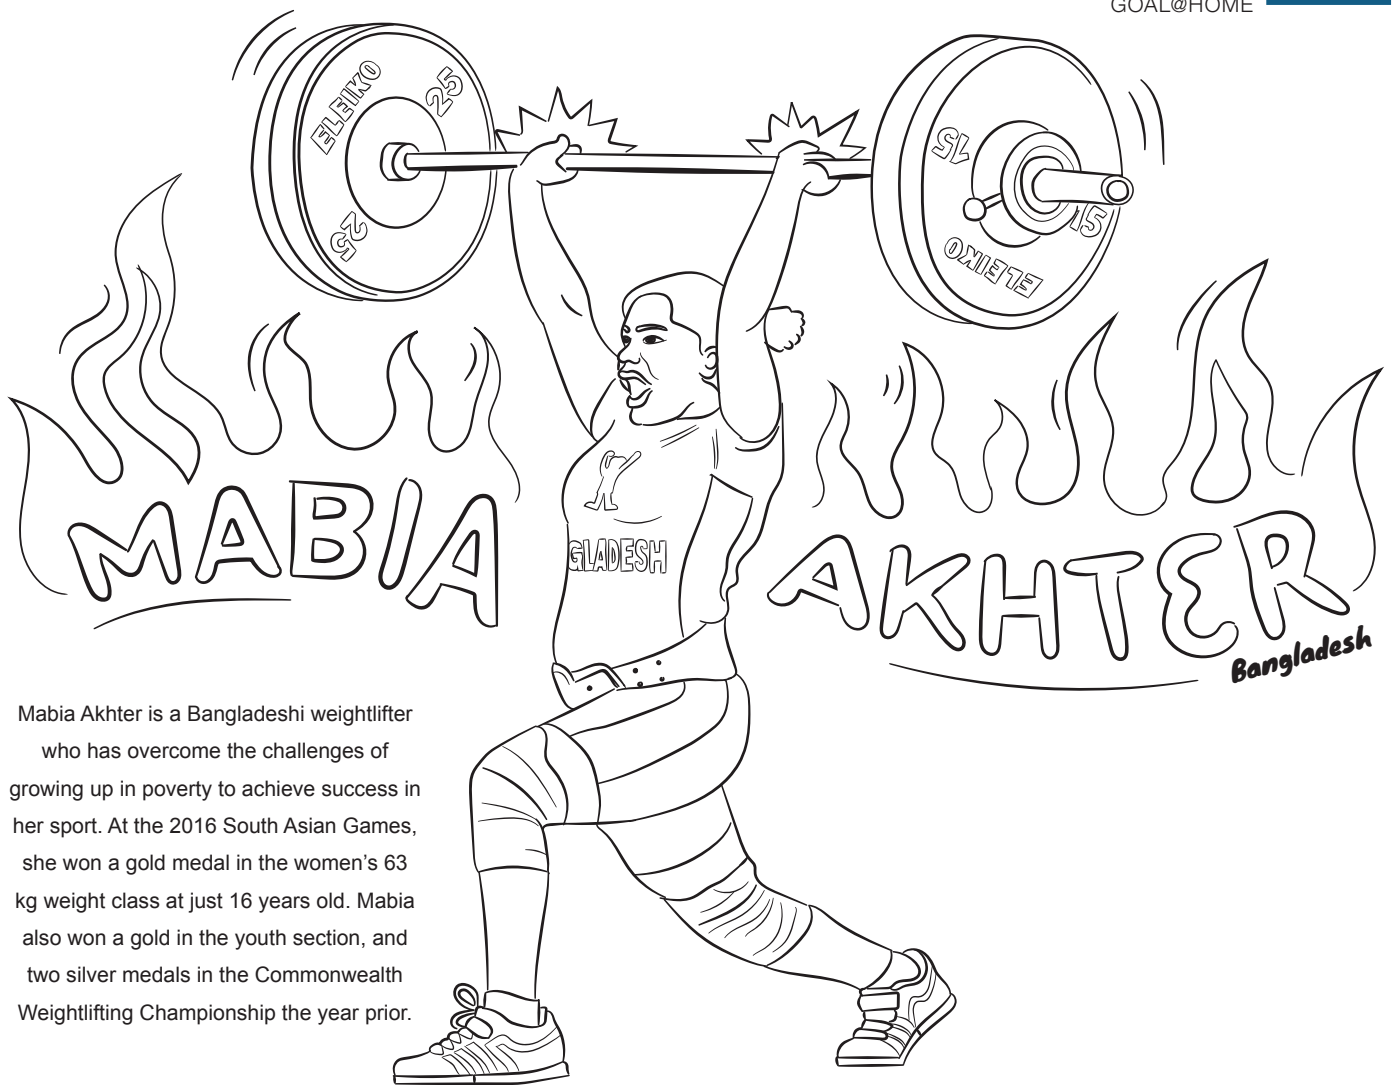 GOAL@HOME
ELEIKO
25
25
15
15
ELEIKO
GLADESH
MABIA
AKHTER
Bangladesh
Mabia Akhter is a Bangladeshi weightlifter
who has overcome the challenges of
growing up in poverty to achieve success in
her sport. At the 2016 South Asian Games,
she won a gold medal in the women’s 63
kg weight class at just 16 years old. Mabia
also won a gold in the youth section, and
two silver medals in the Commonwealth
Weightlifting Championship the year prior.